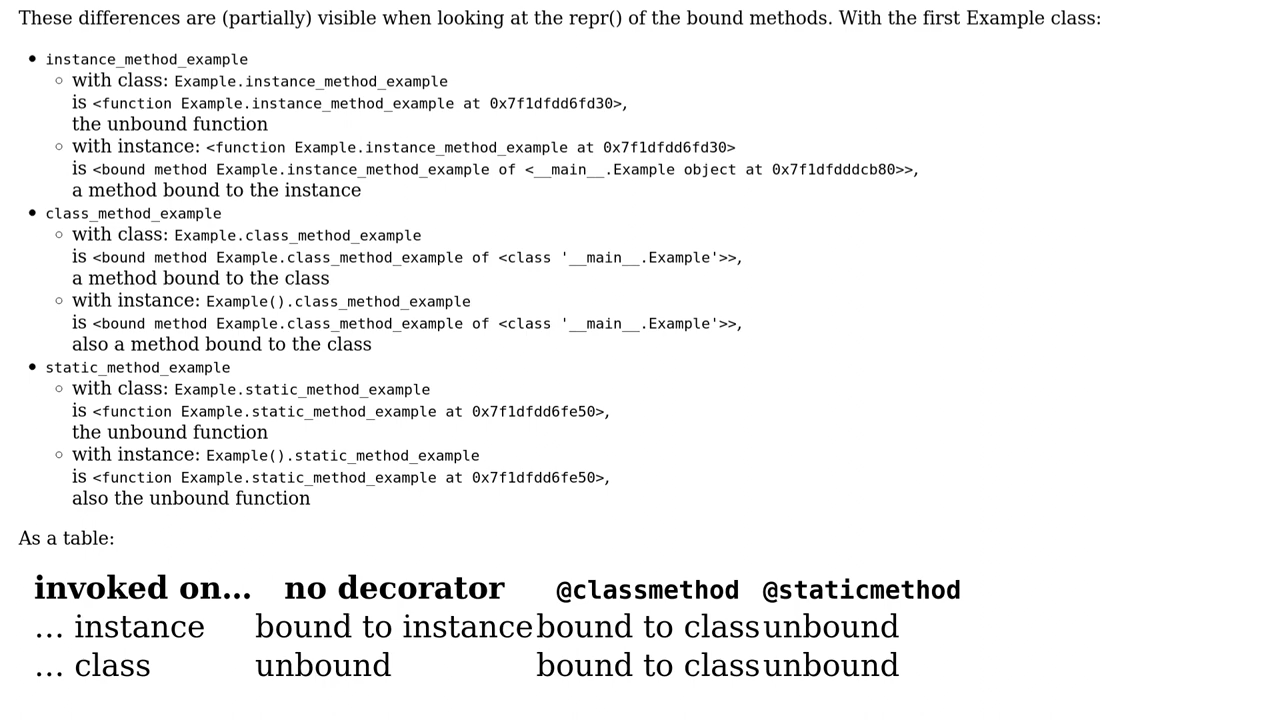 These differences are (partially) visible when looking at the repr() of the bound methods. With the first Example class:
• instance_method_example
◦ with class: Example.instance_method_example
is <function Example.instance_method_example at 0x7f1dfdd6fd30>,
the unbound function
◦ with instance: <function Example.instance_method_example at 0x7f1dfdd6fd30>
is <bound method Example.instance_method_example of <__main__.Example object at 0x7f1dfdddcb80>>,
a method bound to the instance
• class_method_example
◦ with class: Example.class_method_example
is <bound method Example.class_method_example of <class '__main__.Example'>>,
a method bound to the class
◦ with instance: Example().class_method_example
is <bound method Example.class_method_example of <class '__main__.Example'>>,
also a method bound to the class
• static_method_example
◦ with class: Example.static_method_example
is <function Example.static_method_example at 0x7f1dfdd6fe50>,
the unbound function
◦ with instance: Example().static_method_example
is <function Example.static_method_example at 0x7f1dfdd6fe50>,
also the unbound function
As a table:
invoked on… no decorator @classmethod @staticmethod
… instance bound to instance bound to class unbound
… class unbound bound to class unbound